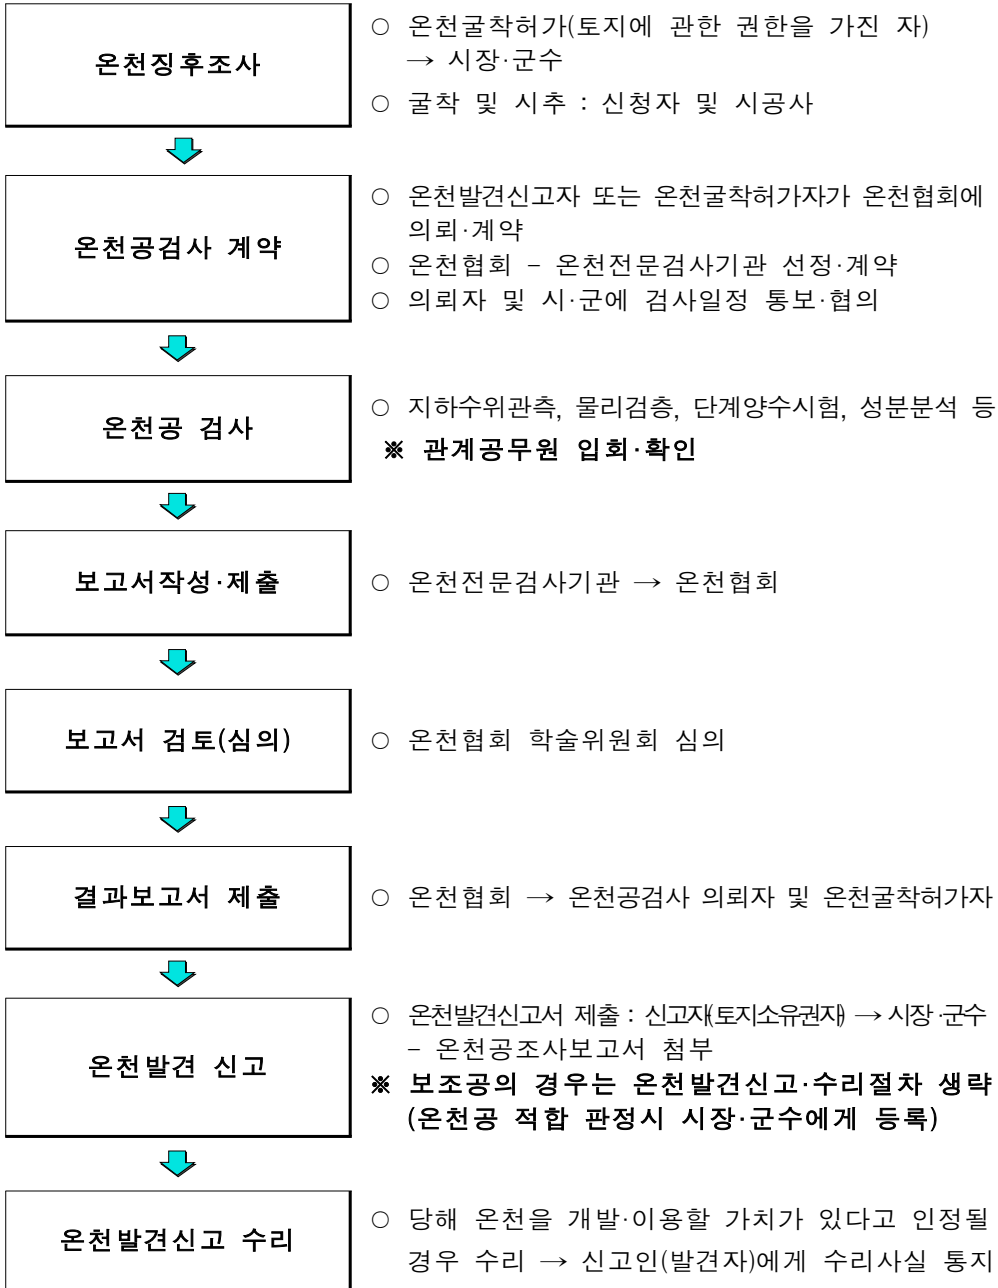 온천징후조사
○ 온천굴착허가(토지에 관한 권한을 가진 자)
→ 시장·군수
○ 굴착 및 시추 : 신청자 및 시공사
온천공검사 계약
○ 온천발견신고자 또는 온천굴착허가자가 온천협회에
의뢰·계약
○ 온천협회 – 온천전문검사기관 선정·계약
○ 의뢰자 및 시·군에 검사일정 통보·협의
온천공 검사
○ 지하수위관측, 물리검층, 단계양수시험, 성분분석 등
※ 관계공무원 입회·확인
보고서작성·제출
○ 온천전문검사기관 → 온천협회
보고서 검토(심의)
○ 온천협회 학술위원회 심의
결과보고서 제출
○ 온천협회 → 온천공검사 의뢰자 및 온천굴착허가자
온천발견 신고
○ 온천발견신고서 제출 : 신고자(토지소유권자) → 시장·군수
– 온천공조사보고서 첨부
※ 보조공의 경우는 온천발견신고·수리절차 생략
(온천공 적합 판정시 시장·군수에게 등록)
온천발견신고 수리
○ 당해 온천을 개발·이용할 가치가 있다고 인정될
경우 수리 → 신고인(발견자)에게 수리사실 통지